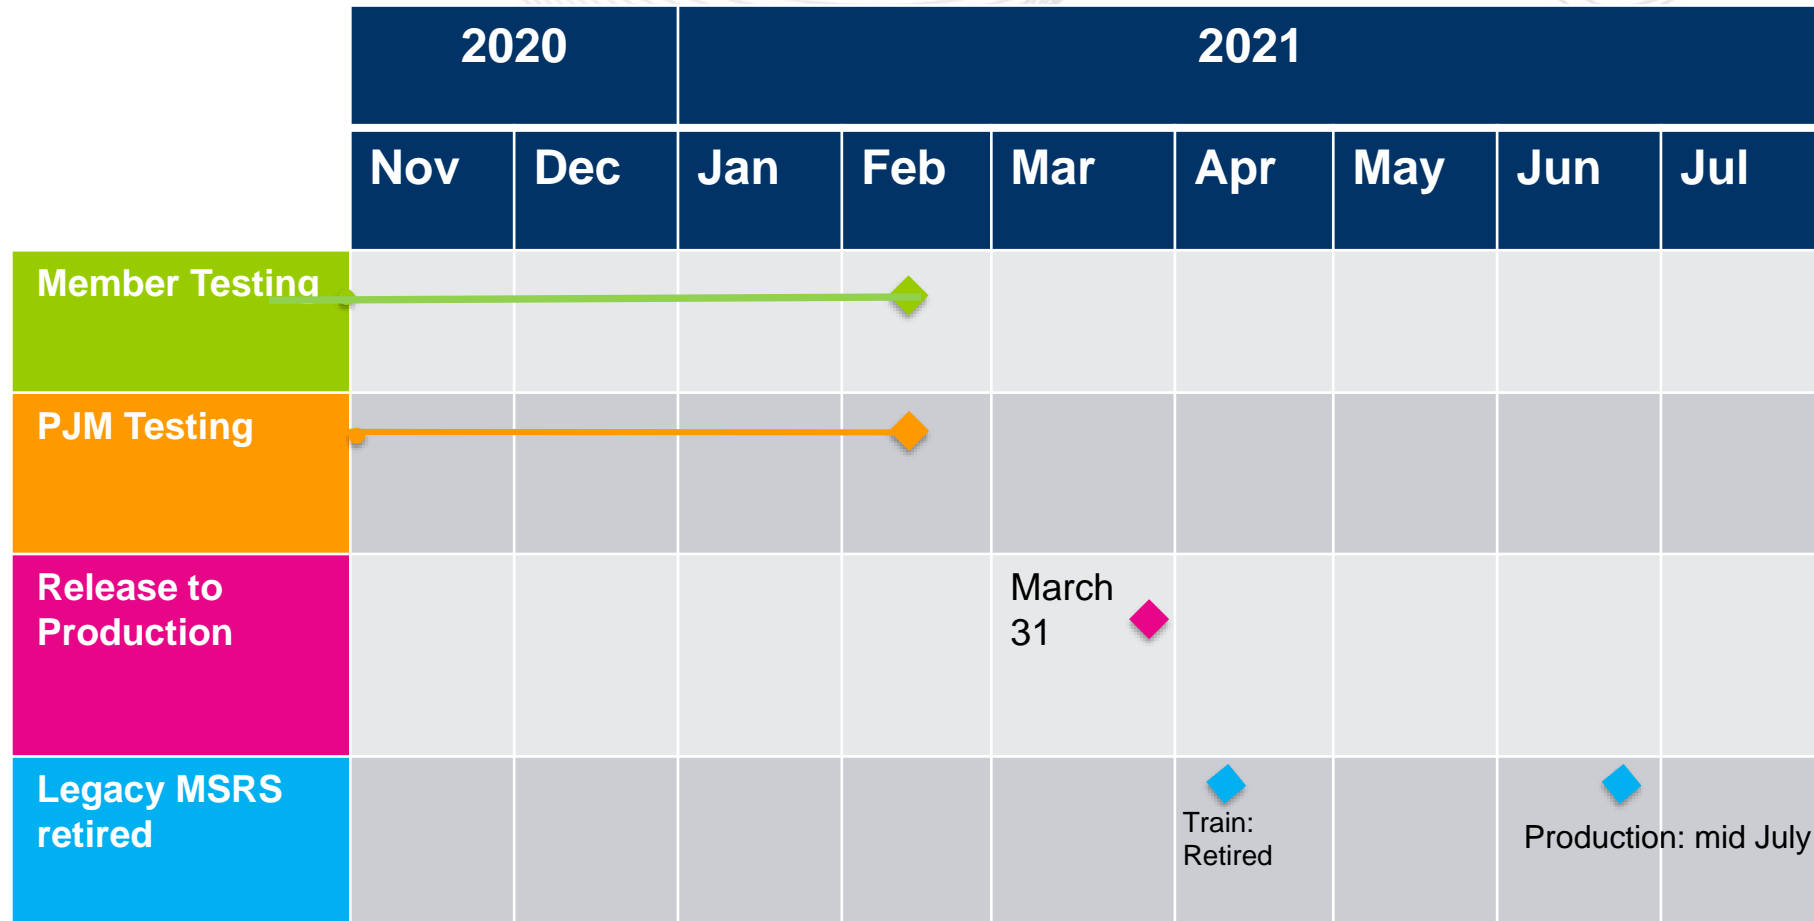 2020 2021
Nov Dec Jan Feb Mar Apr May Jun Jul
Member Testing
PJM Testing
Release to
Production
March
31
Legacy MSRS
retired
Train:
Retired
Production: mid July